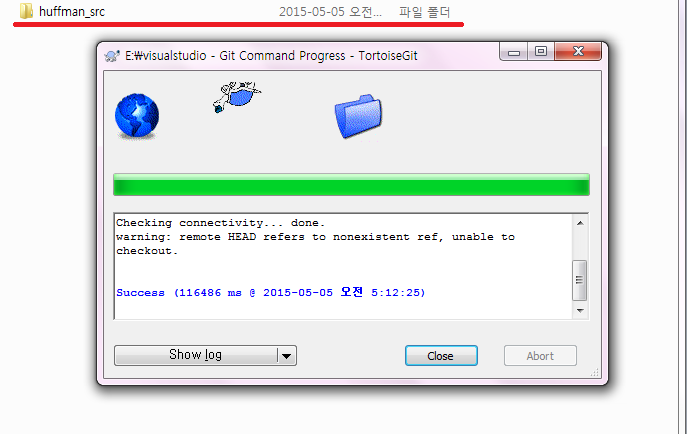 huffman_src 2015-05-05 오전... 파일 폴더
E:₩visualstudio - Git Command Progress - TortoiseGit
Checking connectivity... done.
warning: remote HEAD refers to nonexistent ref, unable to
checkout.
Success (116486 ms @ 2015-05-05 오전 5:12:25)
Show log
Close
Abort